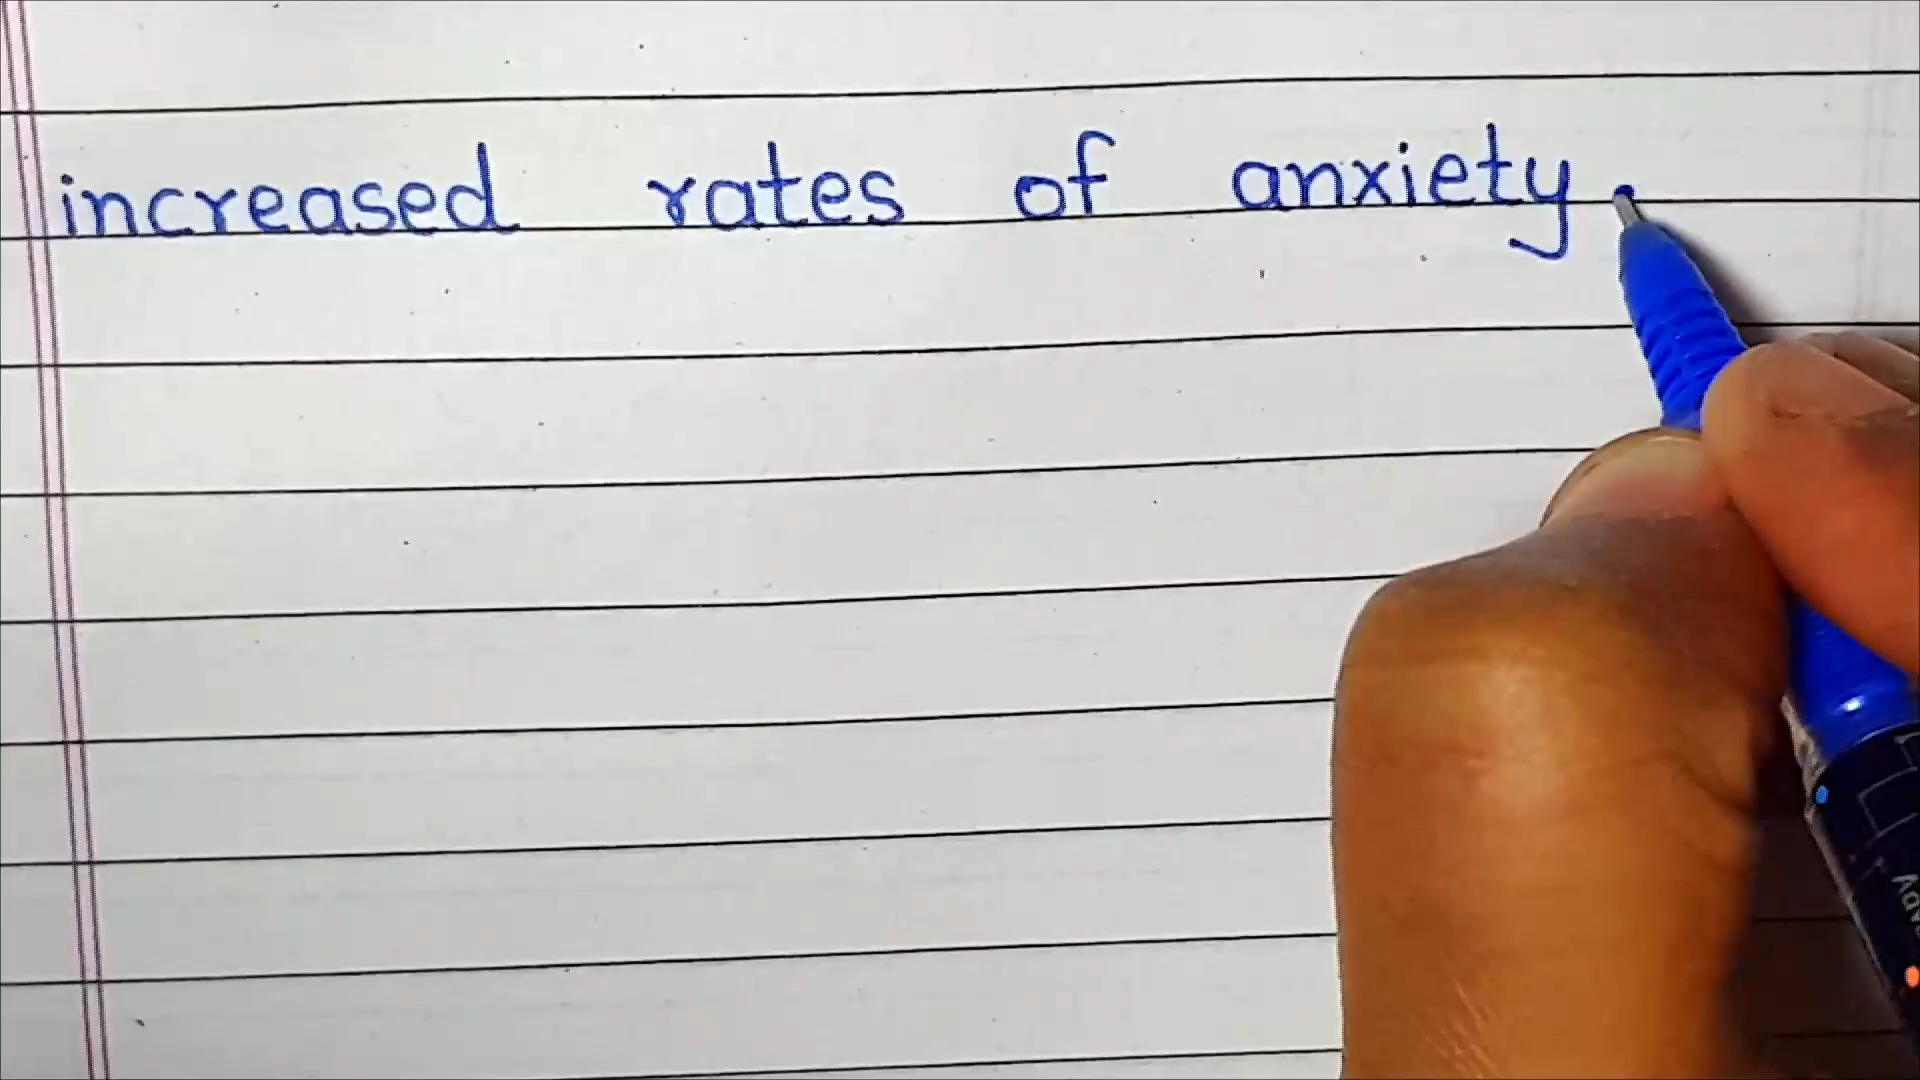 increased rates of anxiety.